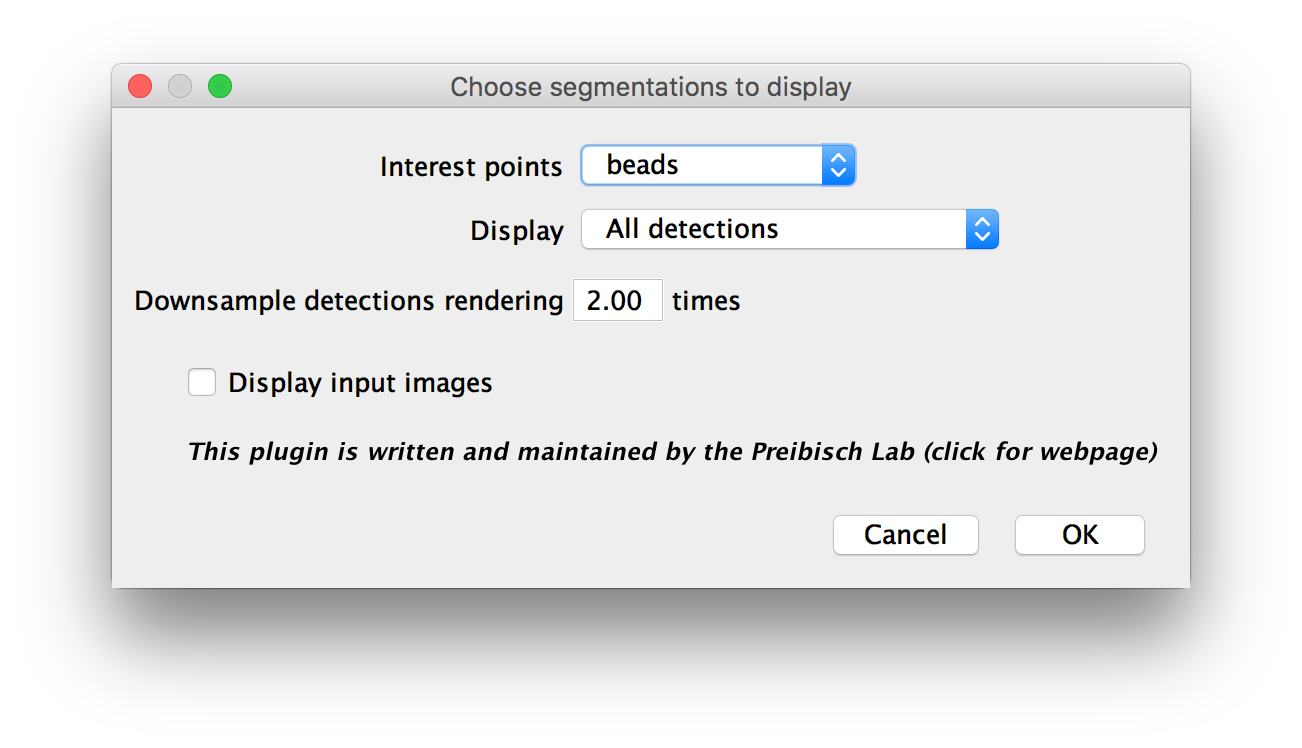 Choose segmentations to display
Interest points beads
Display All detections
Downsample detections rendering 2.00 times
Display input images
This plugin is written and maintained by the Preibisch Lab (click for webpage)
Cancel OK